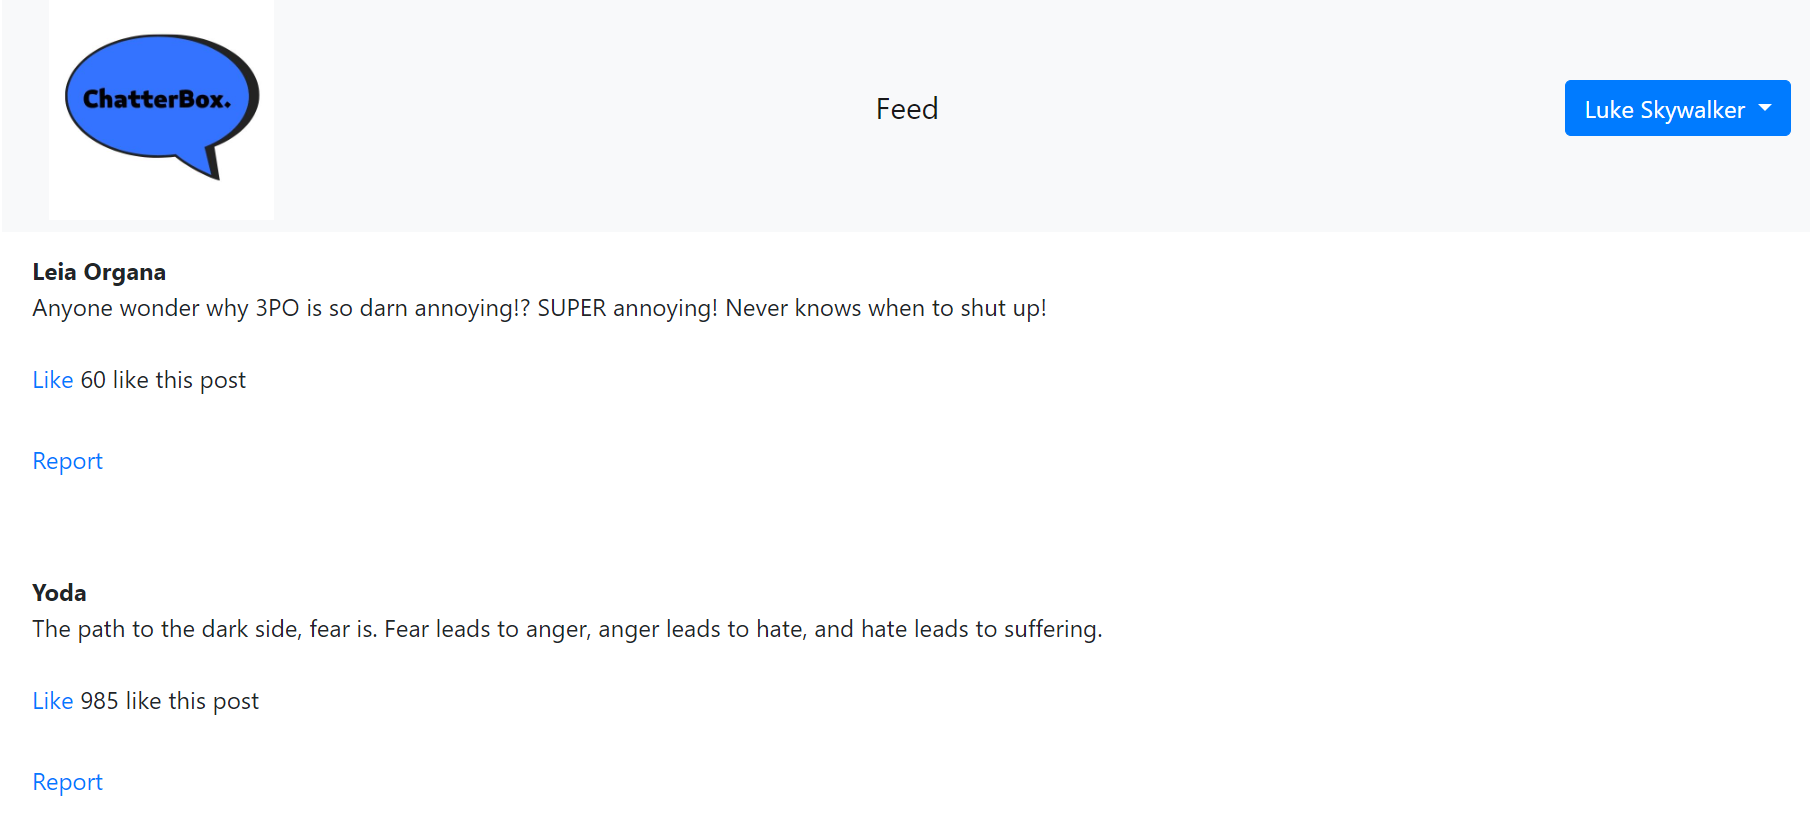 ChatterBox.
Feed
Luke Skywalker
Leia Organa
Anyone wonder why 3PO is so darn annoying!? SUPER annoying! Never knows when to shut up!
Like 60 like this post
Report
Yoda
The path to the dark side, fear is. Fear leads to anger, anger leads to hate, and hate leads to suffering.
Like 985 like this post
Report